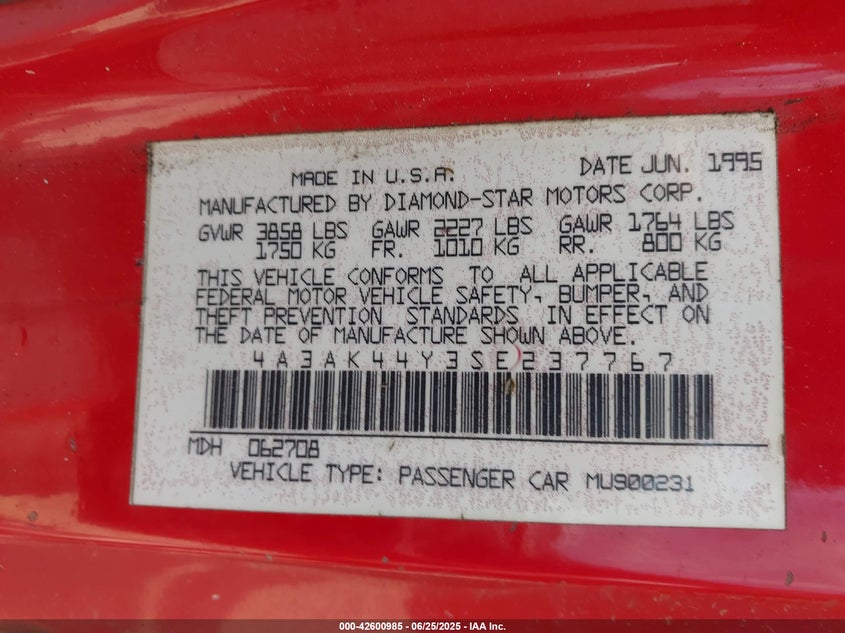 MADE IN U.S.A. DATE JUN. 1995
MANUFACTURED BY DIAMOND-STAR MOTORS CORP.
GVWR 3858 LBS GAWR 2227 LBS GAWR 1764 LBS
1750 KG FR. 1010 KG RR. 800 KG
THIS VEHICLE CONFORMS TO ALL APPLICABLE
FEDERAL MOTOR VEHICLE SAFETY, BUMPER, AND
THEFT PREVENTION STANDARDS IN EFFECT ON
THE DATE OF MANUFACTURE SHOWN ABOVE.
4A3AK44Y3SE237767
MDH 062708
VEHICLE TYPE: PASSENGER CAR MU900231
000-42600985 - 06/25/2025 - IAA Inc.